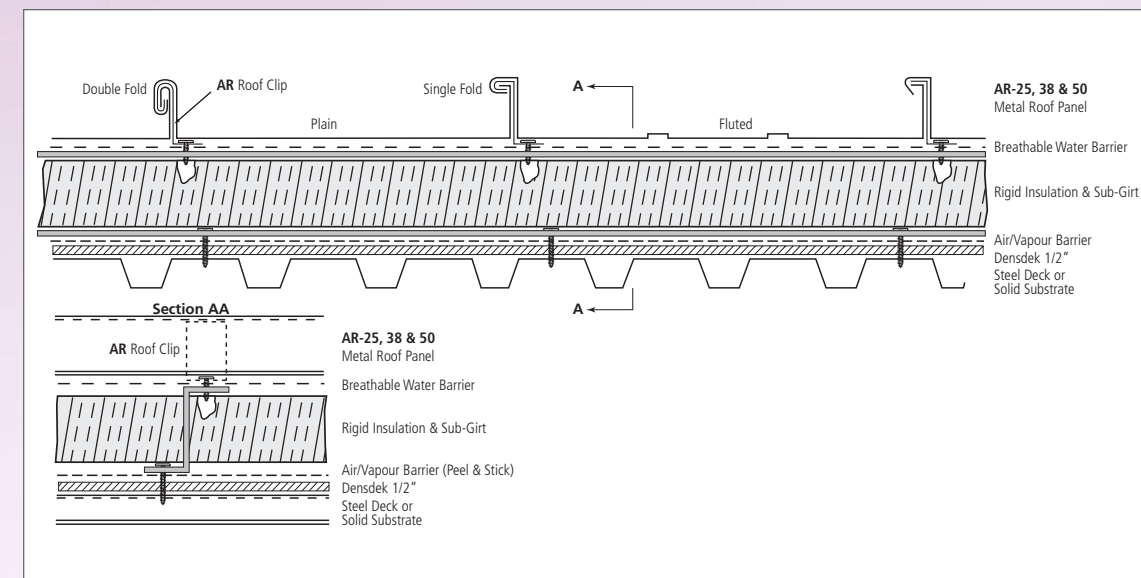 Double Fold
AR Roof Clip
Plain
Single Fold
A
Fluted
AR-25, 38 & 50
Metal Roof Panel
Breathable Water Barrier
Rigid Insulation & Sub-Girt
Air/Vapour Barrier
Densdek 1/2"
Steel Deck or
Solid Substrate
A
Section AA
AR Roof Clip
AR-25, 38 & 50
Metal Roof Panel
Breathable Water Barrier
Rigid Insulation & Sub-Girt
Air/Vapour Barrier (Peel & Stick)
Densdek 1/2"
Steel Deck or
Solid Substrate